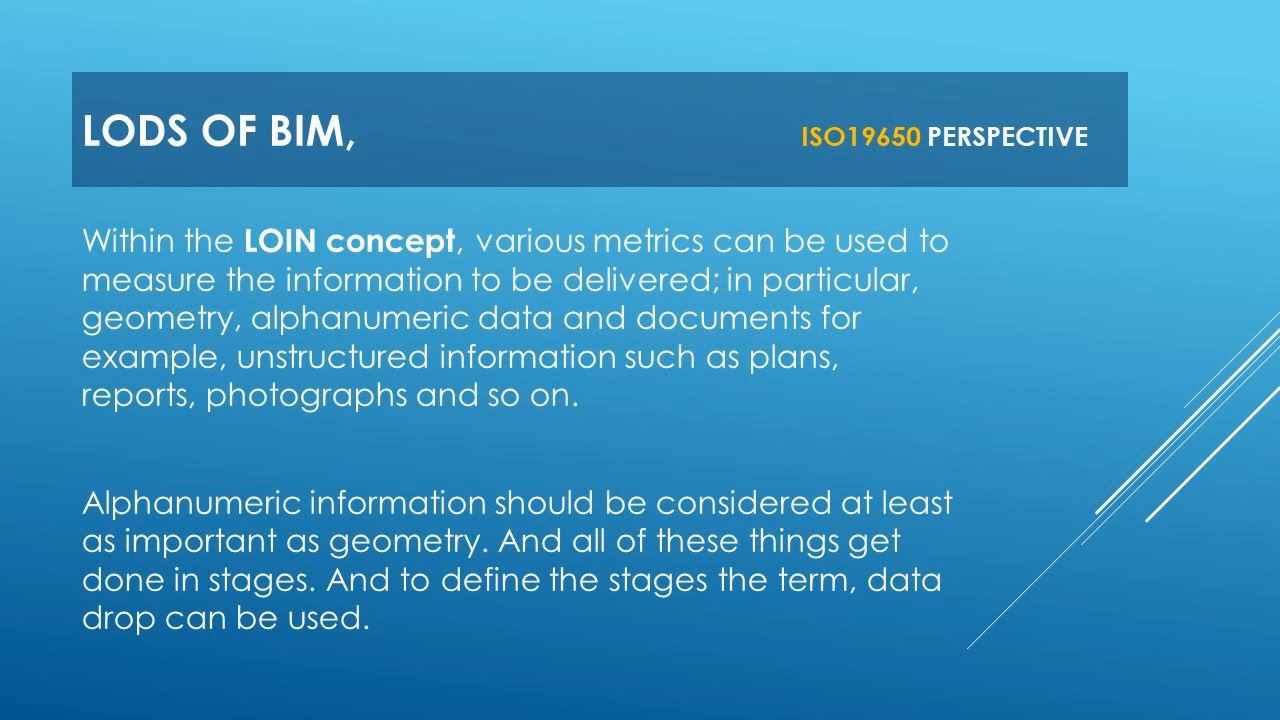 LODS OF BIM,
ISO19650 PERSPECTIVE
Within the LOIN concept, various metrics can be used to
measure the information to be delivered; in particular,
geometry, alphanumeric data and documents for
example, unstructured information such as plans,
reports, photographs and so on.
Alphanumeric information should be considered at least
as important as geometry. And all of these things get
done in stages. And to define the stages the term, data
drop can be used.